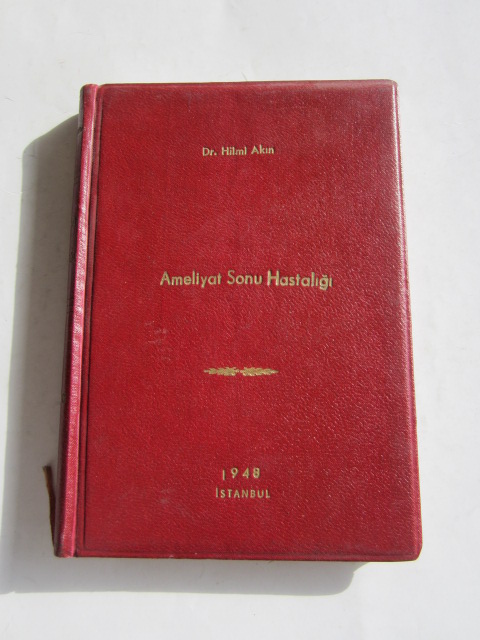 Dr. Hilmi Akın
Ameliyat Sonu Hastalığı
1948
İSTANBUL